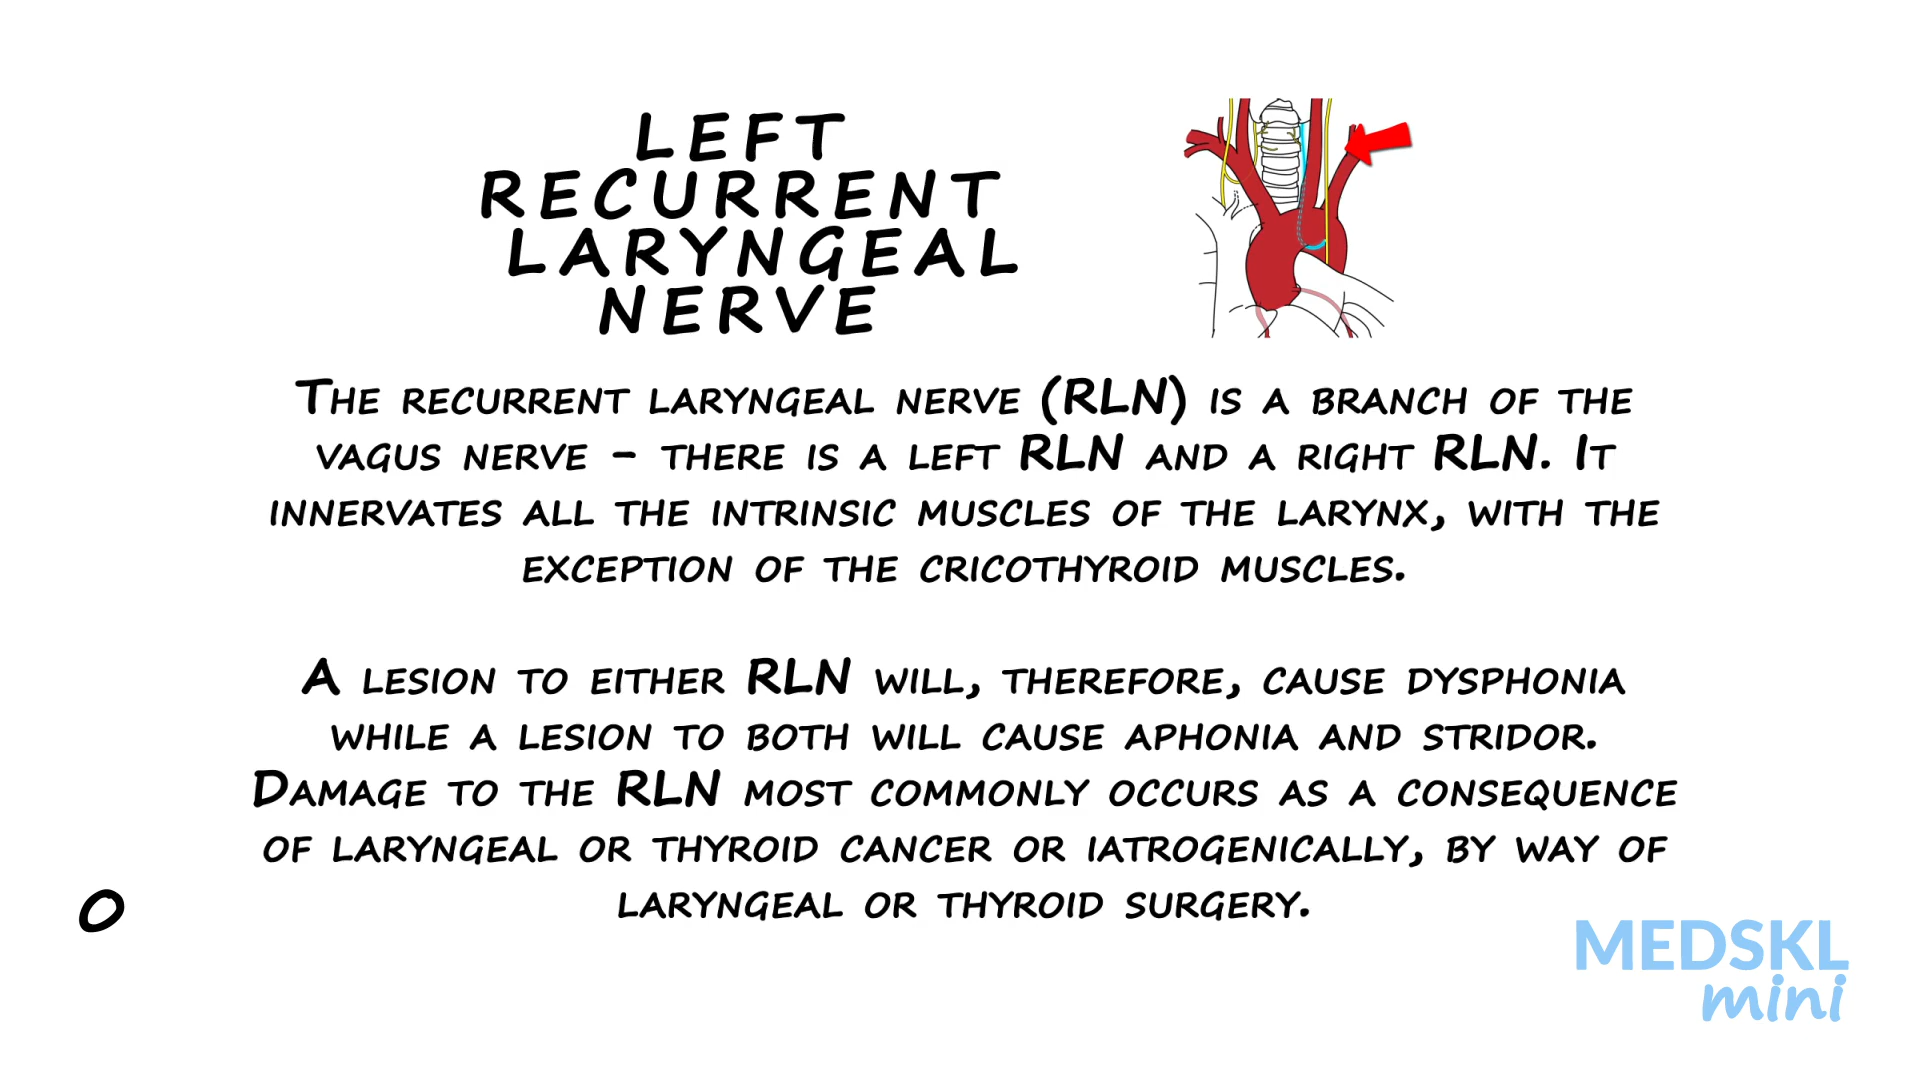 LEFT
RECURRENT
LARYNGEAL
NERVE
The recurrent laryngeal nerve (RLN) is a branch of the
vagus nerve – there is a left RLN and a right RLN. It
innervates all the intrinsic muscles of the larynx, with the
exception of the cricothyroid muscles.
A lesion to either RLN will, therefore, cause dysphonia
while a lesion to both will cause aphonia and stridor.
Damage to the RLN most commonly occurs as a consequence
of laryngeal or thyroid cancer or iatrogenically, by way of
laryngeal or thyroid surgery.
0
MEDSKL
mini